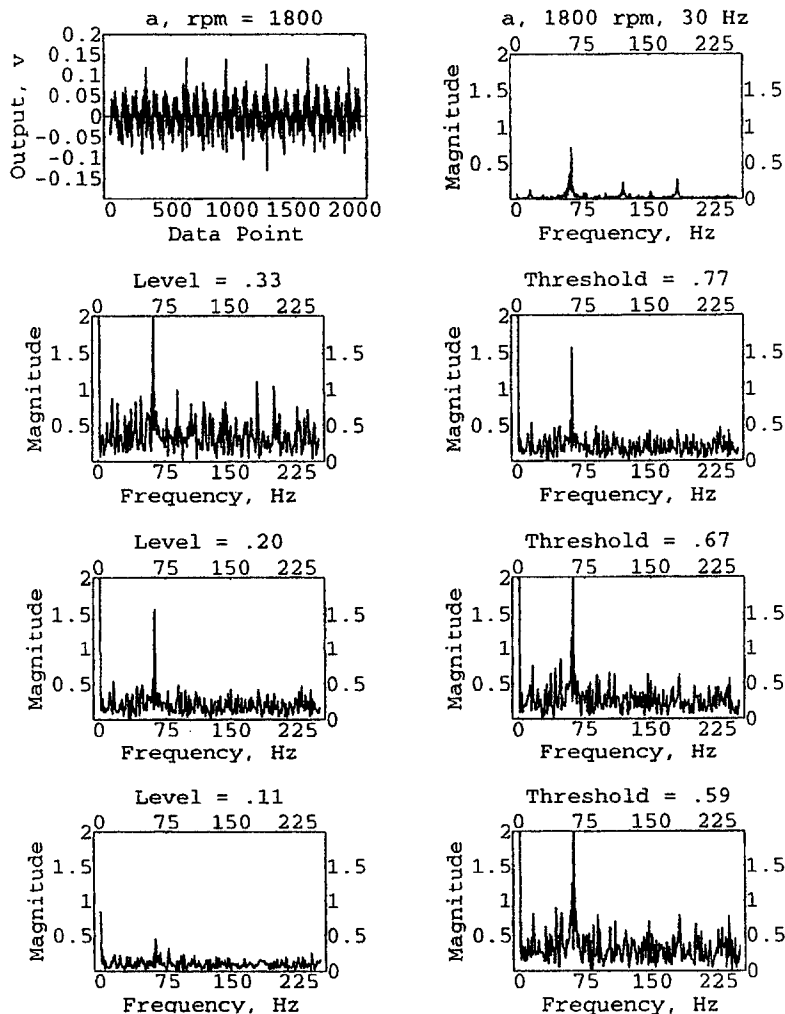 a, rpm = 1800
0.2
0.15
0.1
0.05
0
-0.05
-0.1
-0.15
Output, v
0 500 1000 1500 2000
Data Point
a, 1800 rpm, 30 Hz
0 75 150 225
2
1.5
1
0.5
1.5
1
0.5
0
Magnitude
0 75 150 225
Frequency, Hz
Level = .33
0 75 150 225
2
1.5
1
0.5
1.5
1
0.5
0
Magnitude
0 75 150 225
Frequency, Hz
Threshold = .77
0 75 150 225
2
1.5
1
0.5
1.5
1
0.5
0
Magnitude
0 75 150 225
Frequency, Hz
Level = .20
0 75 150 225
2
1.5
1
0.5
1.5
1
0.5
0
Magnitude
0 75 150 225
Frequency, Hz
Threshold = .67
0 75 150 225
2
1.5
1
0.5
1.5
1
0.5
0
Magnitude
0 75 150 225
Frequency, Hz
Level = .11
0 75 150 225
2
1.5
1
0.5
1.5
1
0.5
0
Magnitude
0 75 150 225
Frequency, Hz
Threshold = .59
0 75 150 225
2
1.5
1
0.5
1.5
1
0.5
0
Magnitude
0 75 150 225
Frequency, Hz